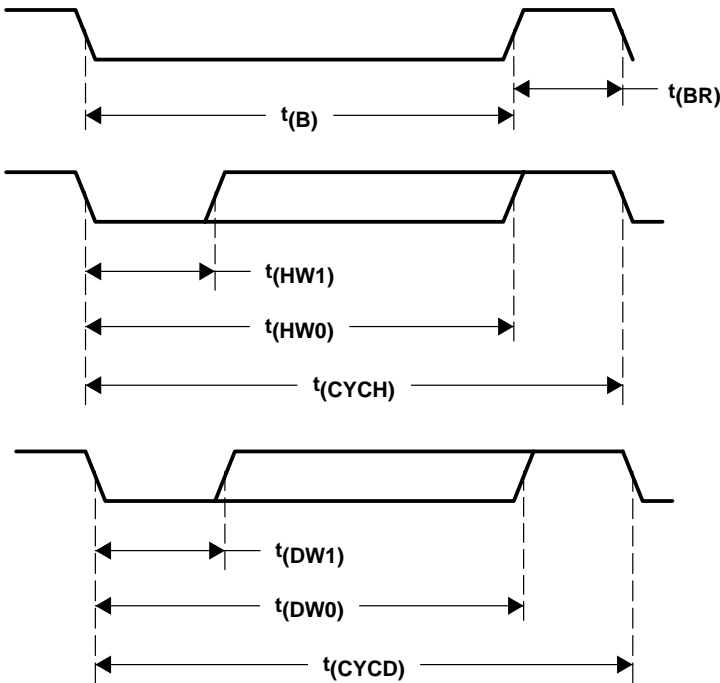 t(BR)
t(B)
t(HW1)
t(HW0)
t(CYCH)
t(DW1)
t(DW0)
t(CYCD)